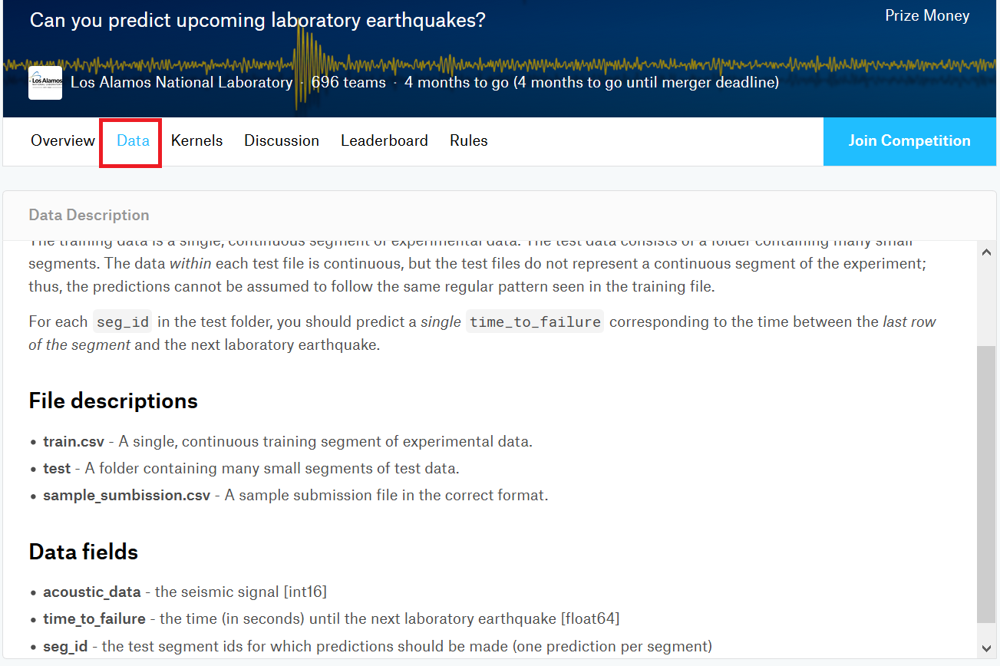 Can you predict upcoming laboratory earthquakes?
Prize Money
Los Alamos
Los Alamos National Laboratory · 696 teams · 4 months to go (4 months to go until merger deadline)
Overview Data Kernels Discussion Leaderboard Rules Join Competition
Data Description
The training data is a single, continuous segment of experimental data. The test data consists of a folder containing many small
segments. The data within each test file is continuous, but the test files do not represent a continuous segment of the experiment;
thus, the predictions cannot be assumed to follow the same regular pattern seen in the training file.
For each seg_id in the test folder, you should predict a single time_to_failure corresponding to the time between the last row
of the segment and the next laboratory earthquake.
File descriptions
• train.csv - A single, continuous training segment of experimental data.
• test - A folder containing many small segments of test data.
• sample_sumbission.csv - A sample submission file in the correct format.
Data fields
• acoustic_data - the seismic signal [int16]
• time_to_failure - the time (in seconds) until the next laboratory earthquake [float64]
• seg_id - the test segment ids for which predictions should be made (one prediction per segment)